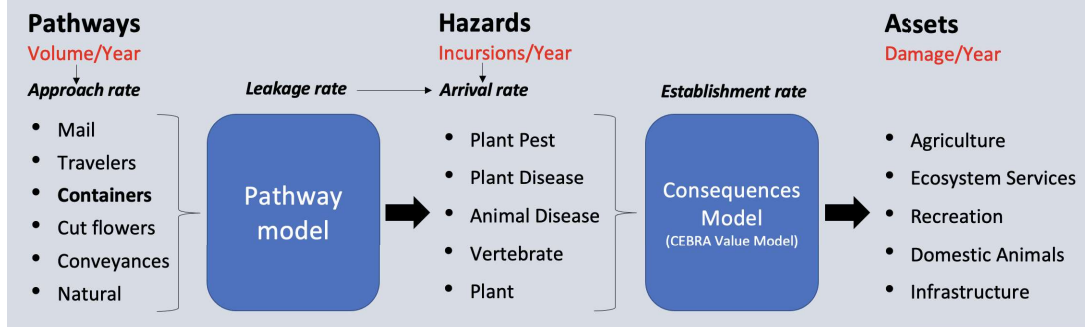 Pathways
Volume/Year
Approach rate
• Mail
• Travelers
• Containers
• Cut flowers
• Conveyances
• Natural
Leakage rate
Pathway
model
Hazards
Incursions/Year
Arrival rate
• Plant Pest
• Plant Disease
• Animal Disease
• Vertebrate
• Plant
Establishment rate
Consequences
Model
(CEBRA Value Model)
Assets
Damage/Year
• Agriculture
• Ecosystem Services
• Recreation
• Domestic Animals
• Infrastructure